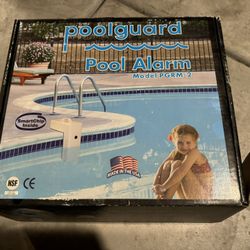 poolguard
Pool Alarm
Model PGRM-2
SmartChip
Inside
MADE IN THE USA
NSF
CE